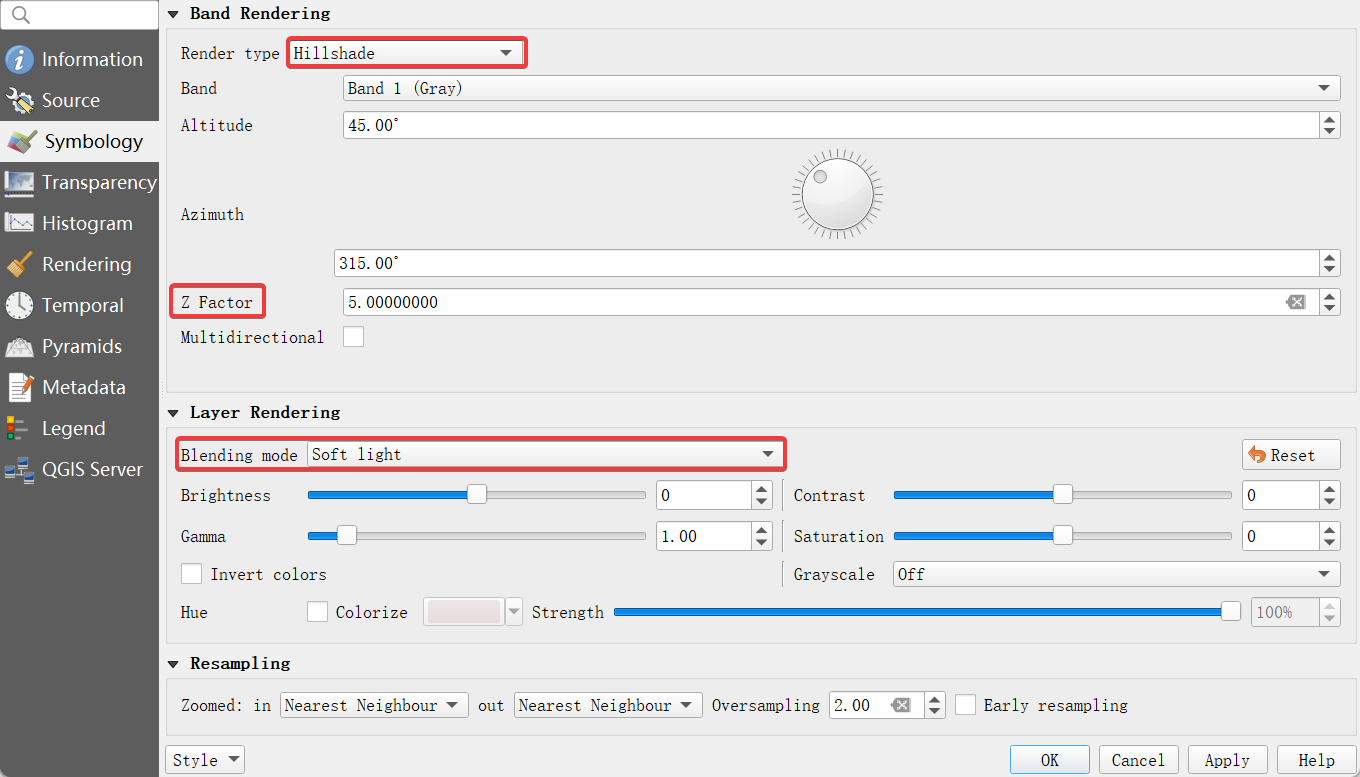 Information
Source
Symbology
Transparency
Histogram
Rendering
Temporal
Pyramids
Metadata
Legend
QGIS Server
Band Rendering
Render type Hillshade
Band Band 1 (Gray)
Altitude 45.00°
Azimuth
315.00°
Z Factor 5.00000000
Multidirectional
Layer Rendering
Blending mode Soft light Reset
Brightness 0 Contrast 0
Gamma 1.00 Saturation 0
Invert colors Grayscale Off
Hue Colorize Strength 100%
Resampling
Zoomed: in Nearest Neighbour out Nearest Neighbour Oversampling 2.00 Early resampling
Style OK Cancel Apply Help